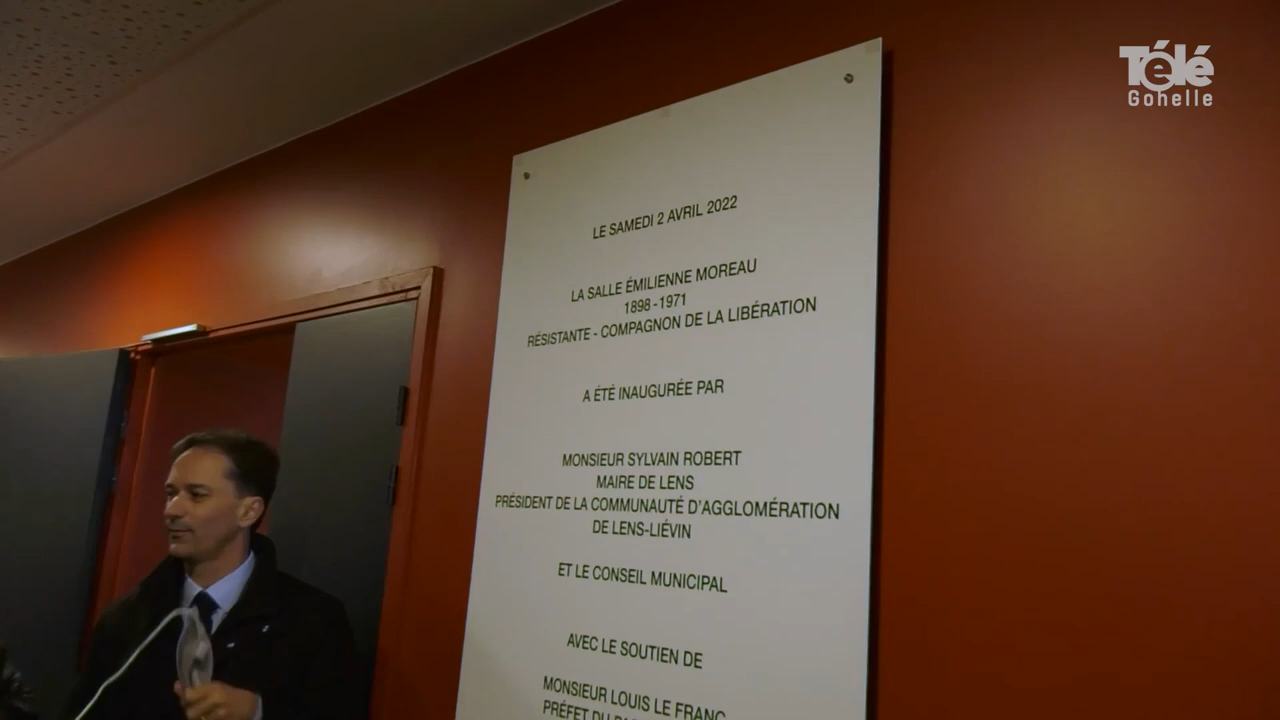 Télé
Gohelle
LE SAMEDI 2 AVRIL 2022
LA SALLE ÉMILIENNE MOREAU
1898 - 1971
RÉSISTANTE - COMPAGNON DE LA LIBÉRATION
A ÉTÉ INAUGURÉE PAR
MONSIEUR SYLVAIN ROBERT
MAIRE DE LENS
PRÉSIDENT DE LA COMMUNAUTÉ D'AGGLOMÉRATION
DE LENS-LIÉVIN
ET LE CONSEIL MUNICIPAL
AVEC LE SOUTIEN DE
MONSIEUR LOUIS LE FRANC
PRÉFET DU